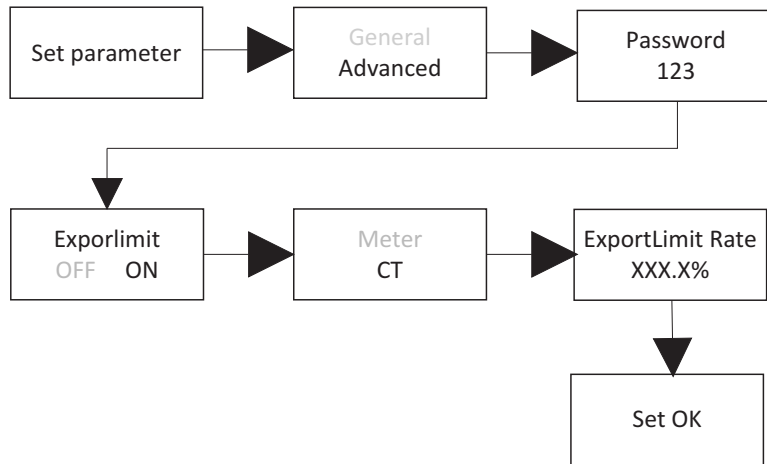 Set parameter
General
Advanced
Password
123
Exporlimit
OFF ON
Meter
CT
ExportLimit Rate
XXX.X%
Set OK